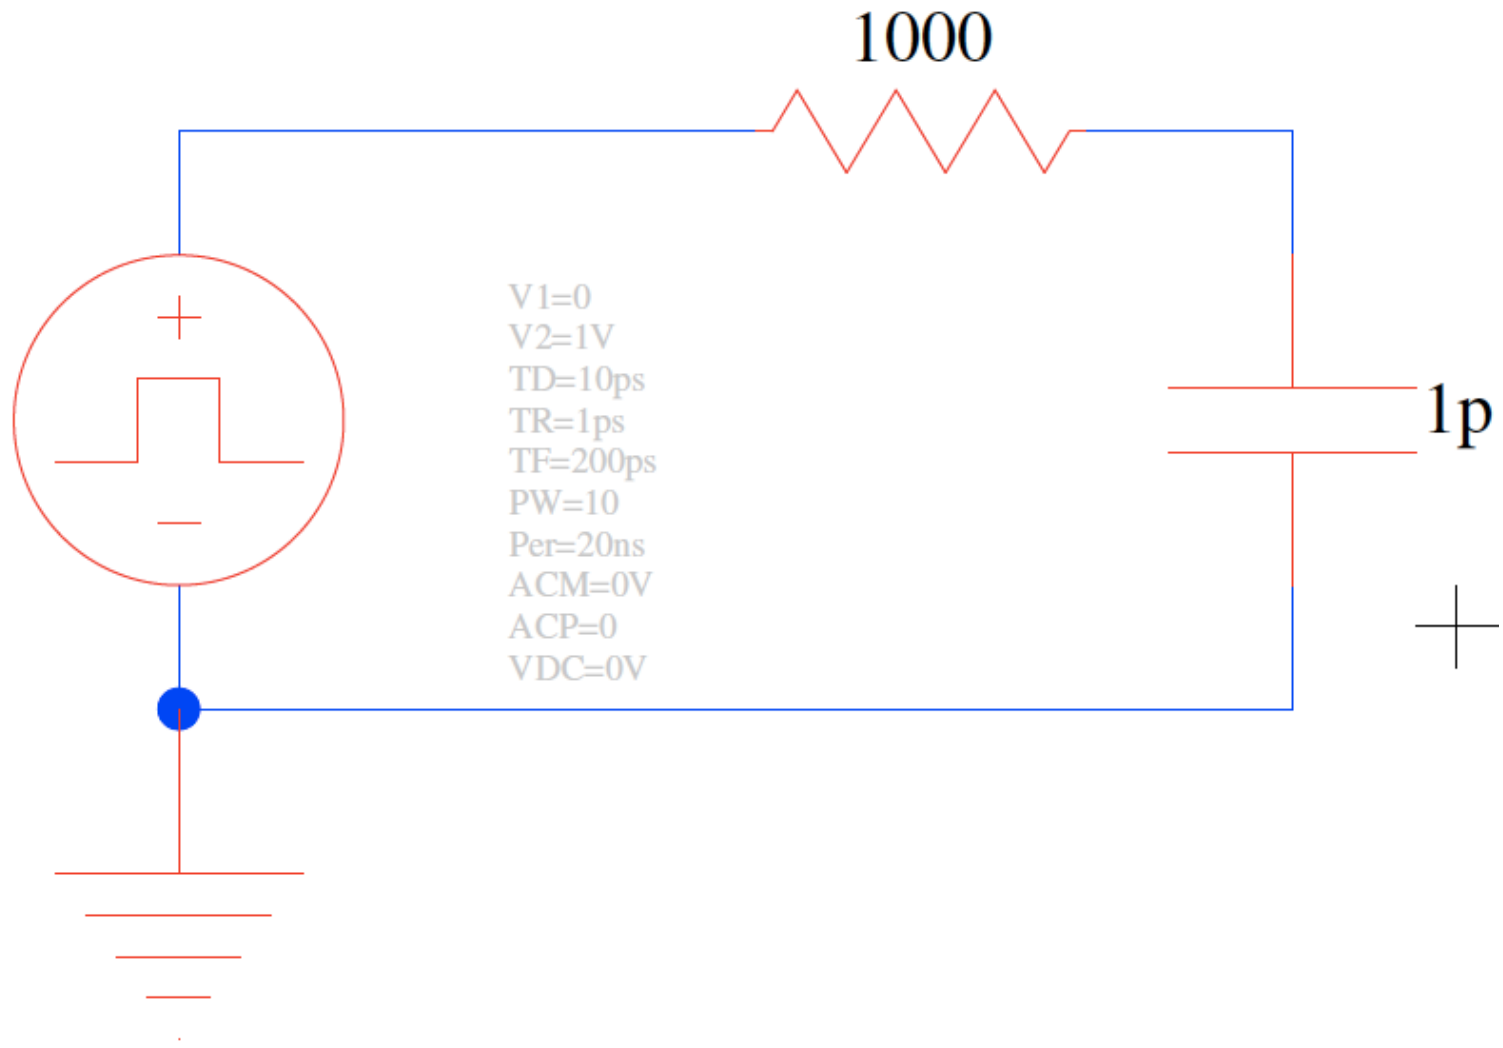 1000
V1=0
V2=1V
TD=10ps
TR=1ps
TF=200ps
PW=10
Per=20ns
ACM=0V
ACP=0
VDC=0V
1p